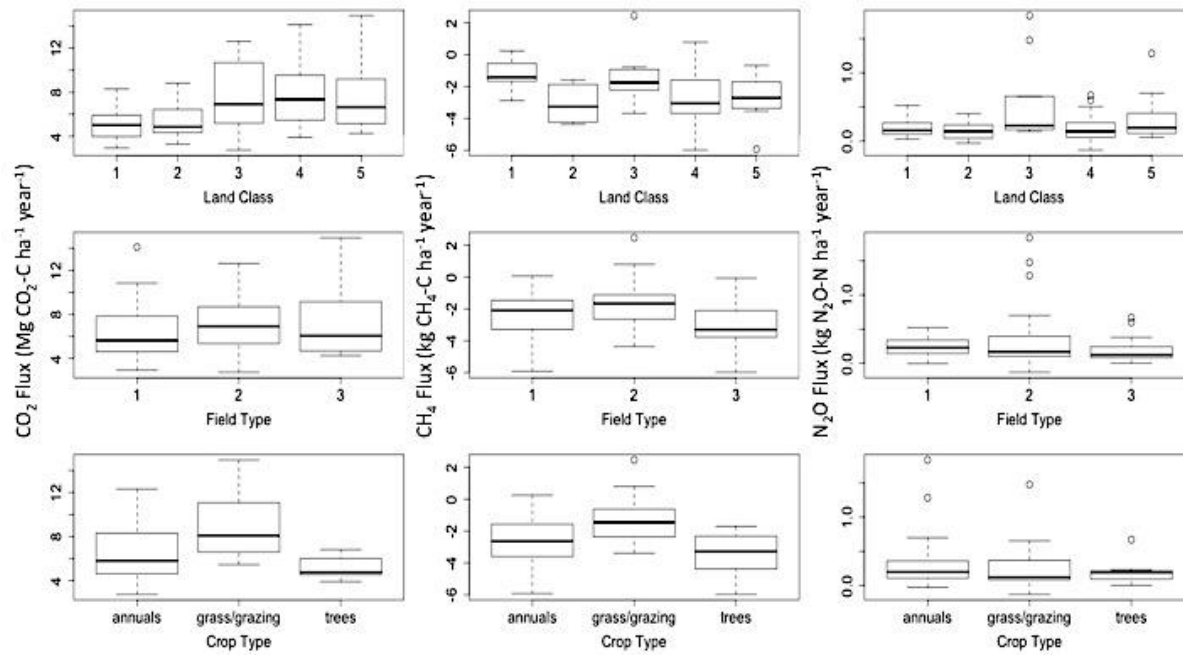 CO₂ Flux (Mg CO₂-C ha⁻¹ year⁻¹)
4 8 12
1 2 3 4 5
Land Class
4 8 12
1 2 3
Field Type
4 8 12
annuals grass/grazing trees
Crop Type
CH₄ Flux (kg CH₄-C ha⁻¹ year⁻¹)
-6 -4 -2 0 2
1 2 3 4 5
Land Class
-6 -4 -2 0 2
1 2 3
Field Type
-6 -4 -2 0 2
annuals grass/grazing trees
Crop Type
N₂O Flux (kg N₂O-N ha⁻¹ year⁻¹)
0.0 1.0
1 2 3 4 5
Land Class
0.0 1.0
1 2 3
Field Type
0.0 1.0
annuals grass/grazing trees
Crop Type